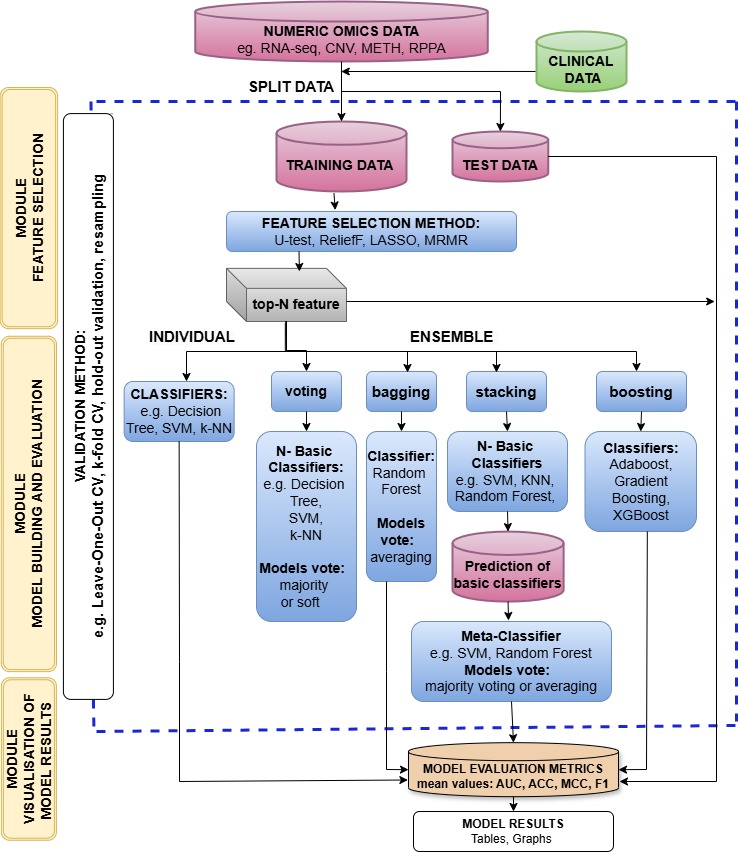 NUMERIC OMICS DATA
eg. RNA-seq, CNV, METH, RPPA
CLINICAL
DATA
SPLIT DATA
TRAINING DATA
TEST DATA
MODULE
FEATURE SELECTION
VALIDATION METHOD:
e.g. Leave-One-Out CV, k-fold CV, hold-out validation, resampling
FEATURE SELECTION METHOD:
U-test, ReliefF, LASSO, MRMR
top-N feature
INDIVIDUAL
ENSEMBLE
MODULE
MODEL BUILDING AND EVALUATION
CLASSIFIERS:
e.g. Decision
Tree, SVM, k-NN
voting
N- Basic
Classifiers:
e.g. Decision
Tree,
SVM,
k-NN
Models vote:
majority
or soft
bagging
Classifier:
Random
Forest
Models
vote:
averaging
stacking
N- Basic
Classifiers
e.g. SVM, KNN,
Random Forest,
Prediction of
basic classifiers
Meta-Classifier
e.g. SVM, Random Forest
Models vote:
majority voting or averaging
boosting
Classifiers:
Adaboost,
Gradient
Boosting,
XGBoost
MODULE
VISUALISATION OF
MODEL RESULTS
MODEL EVALUATION METRICS
mean values: AUC, ACC, MCC, F1
MODEL RESULTS
Tables, Graphs